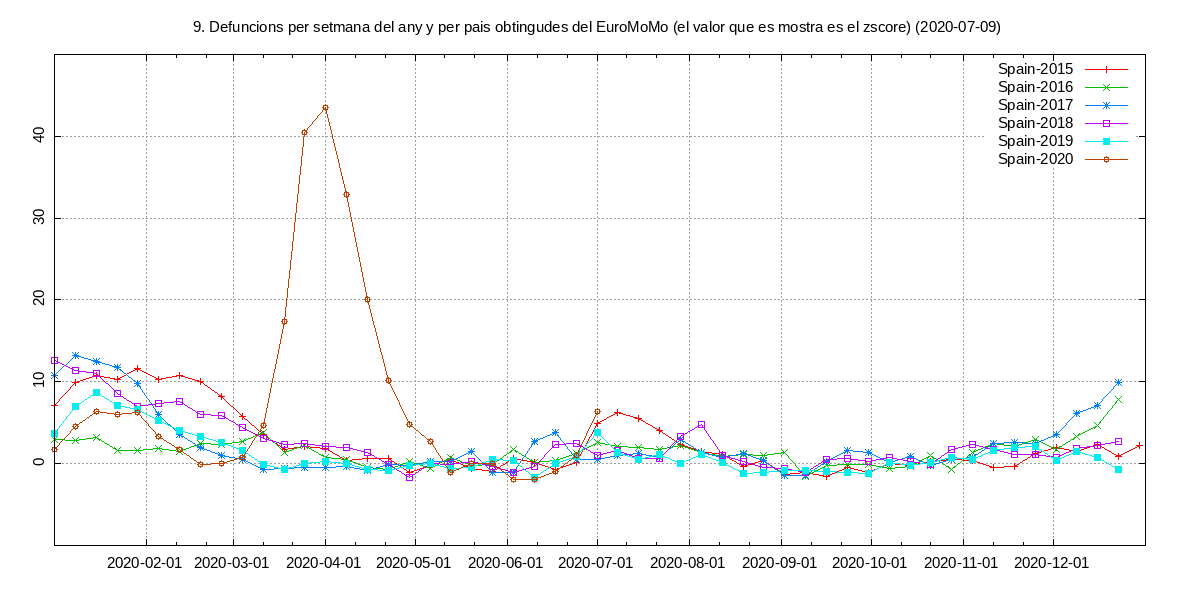 9. Defuncions per setmana del any y per pais obtingudes del EuroMoMo (el valor que es mostra es el zscore) (2020-07-09)
Spain-2015
Spain-2016
Spain-2017
Spain-2018
Spain-2019
Spain-2020
40
30
20
10
0
2020-02-01 2020-03-01 2020-04-01 2020-05-01 2020-06-01 2020-07-01 2020-08-01 2020-09-01 2020-10-01 2020-11-01 2020-12-01